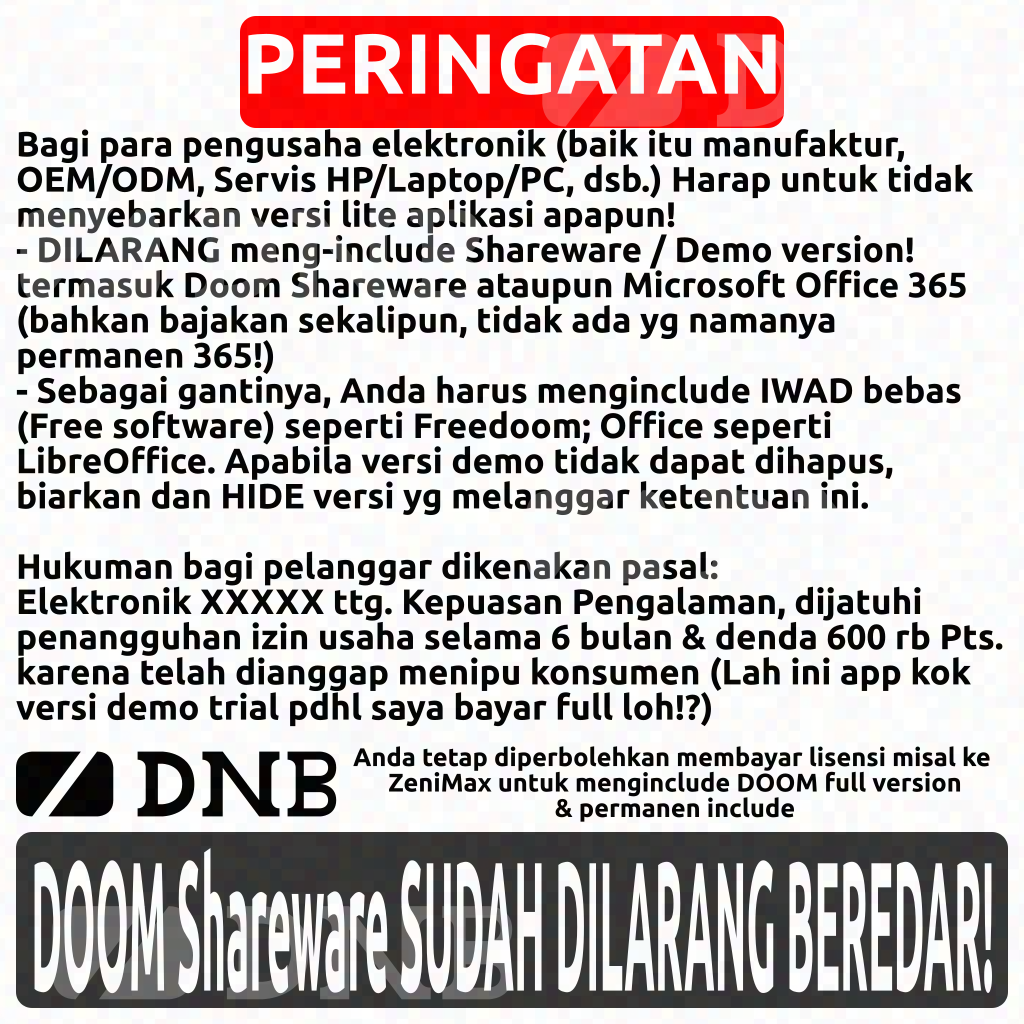 PERINGATAN
Bagi para pengusaha elektronik (baik itu manufaktur,
OEM/ODM, Servis HP/Laptop/PC, dsb.) Harap untuk tidak
menyebarkan versi lite aplikasi apapun!
- DILARANG meng-include Shareware / Demo version!
termasuk Doom Shareware ataupun Microsoft Office 365
(bahkan bajakan sekalipun, tidak ada yg namanya
permanen 365!)
- Sebagai gantinya, Anda harus menginclude IWAD bebas
(Free software) seperti Freedoom; Office seperti
LibreOffice. Apabila versi demo tidak dapat dihapus,
biarkan dan HIDE versi yg melanggar ketentuan ini.
Hukuman bagi pelanggar dikenakan pasal:
Elektronik XXXXX ttg. Kepuasan Pengalaman, dijatuhi
penangguhan izin usaha selama 6 bulan & denda 600 rb Pts.
karena telah dianggap menipu konsumen (Lah ini app kok
versi demo trial pdhl saya bayar full loh!?)
DNB
Anda tetap diperbolehkan membayar lisensi misal ke
ZeniMax untuk menginclude DOOM full version
& permanen include
DOOM Shareware SUDAH DILARANG BEREDAR!
DNB